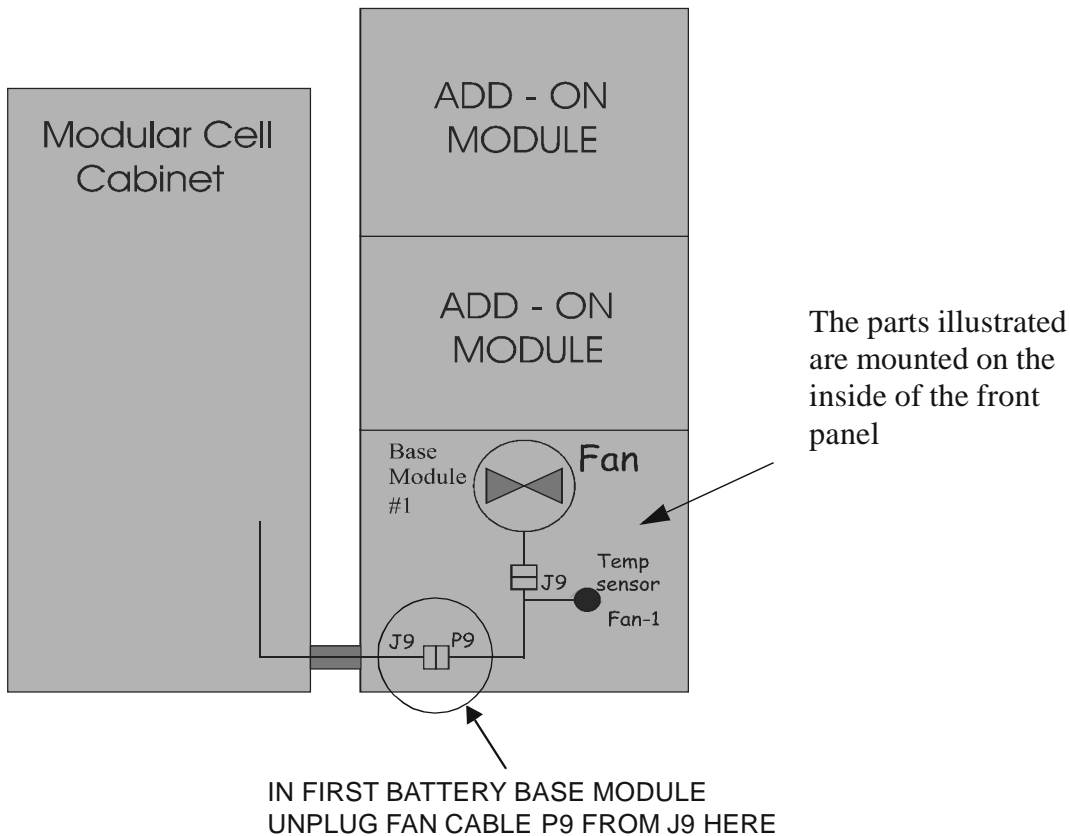 ADD - ON
MODULE
Modular Cell
Cabinet
ADD - ON
MODULE
The parts illustrated
are mounted on the
inside of the front
panel
Base
Module
#1
Fan
J9
Temp
sensor
Fan-1
J9 P9
IN FIRST BATTERY BASE MODULE
UNPLUG FAN CABLE P9 FROM J9 HERE